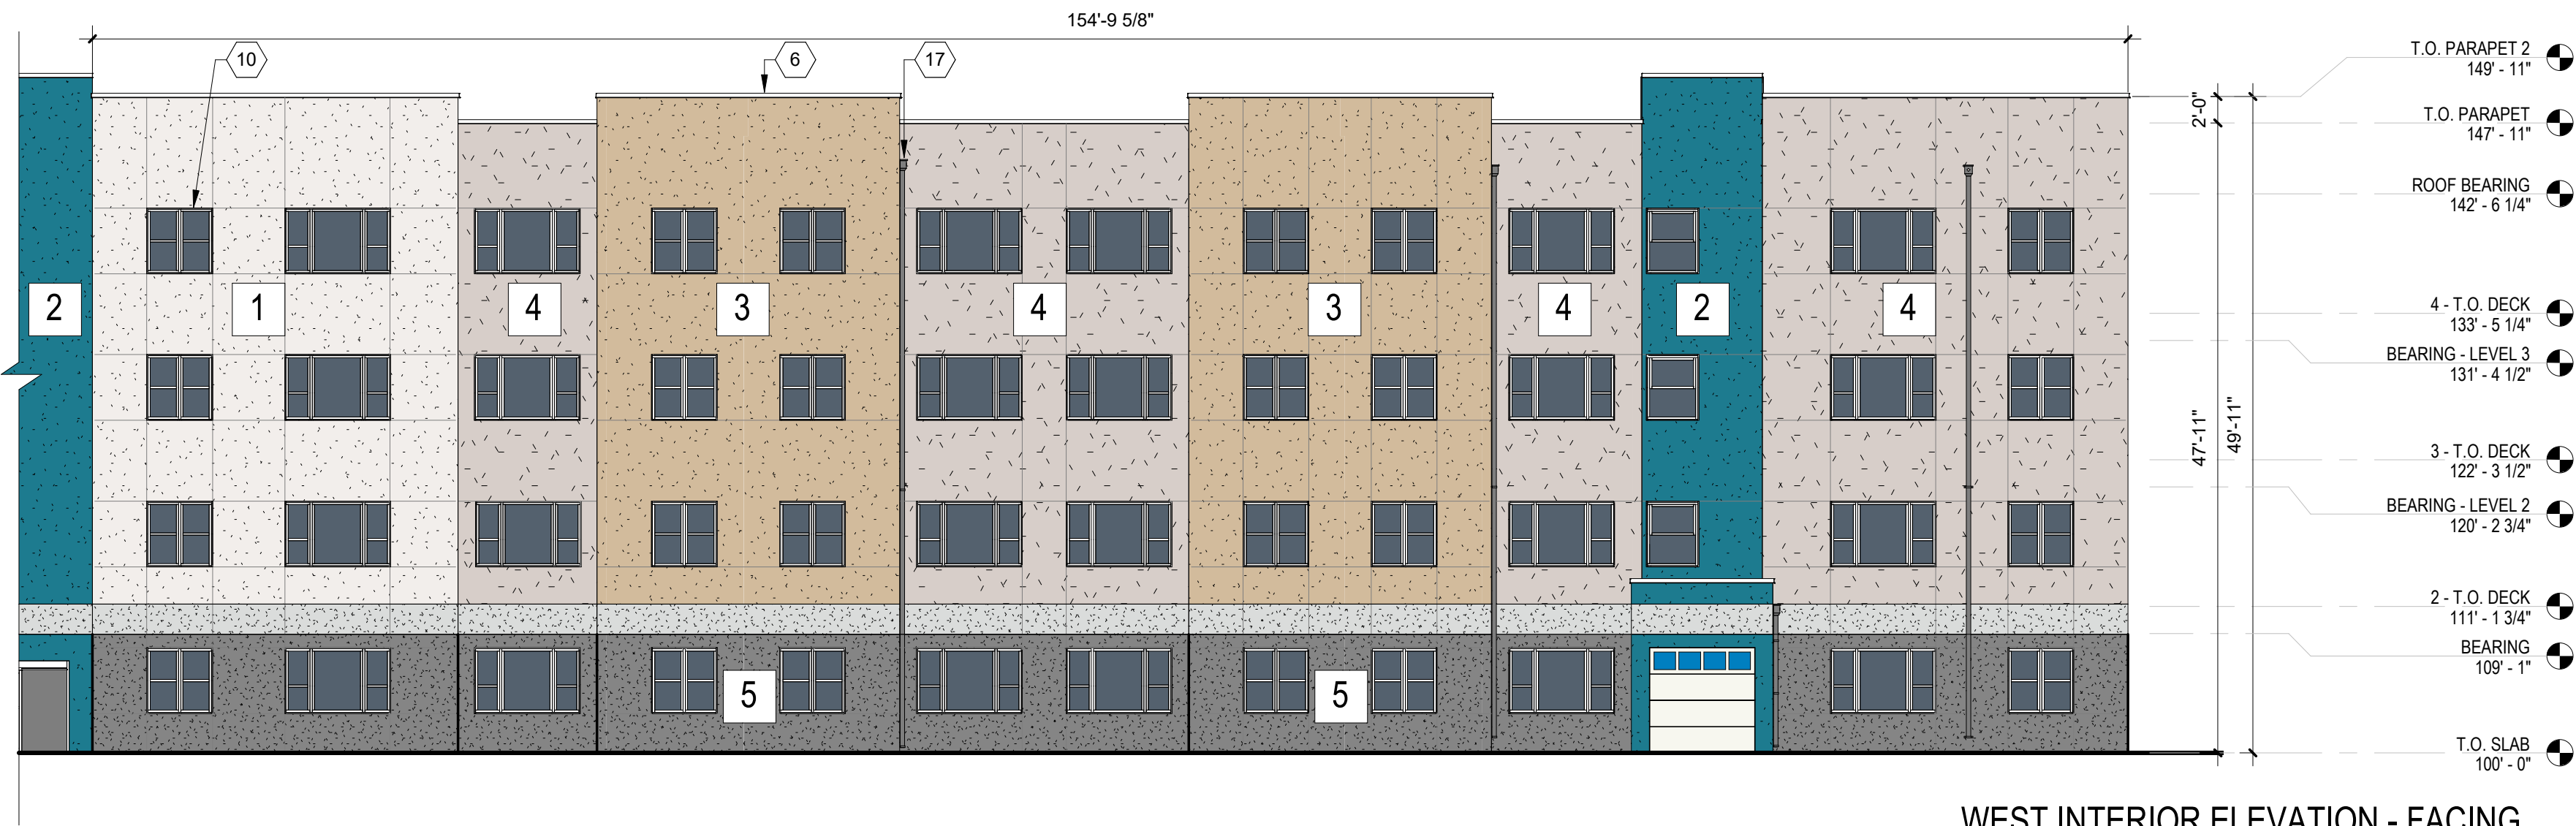 154'-9 5/8"
10
6
17
T.O. PARAPET 2
149' - 11"
2'-0"
T.O. PARAPET
147' - 11"
ROOF BEARING
142' - 6 1/4"
2
1
4
3
4
3
4
2
4
4 - T.O. DECK
133' - 5 1/4"
BEARING - LEVEL 3
131' - 4 1/2"
47'-11"
49'-11"
3 - T.O. DECK
122' - 3 1/2"
BEARING - LEVEL 2
120' - 2 3/4"
2 - T.O. DECK
111' - 1 3/4"
BEARING
109' - 1"
5
5
T.O. SLAB
100' - 0"
WEST INTERIOR ELEVATION - FACING